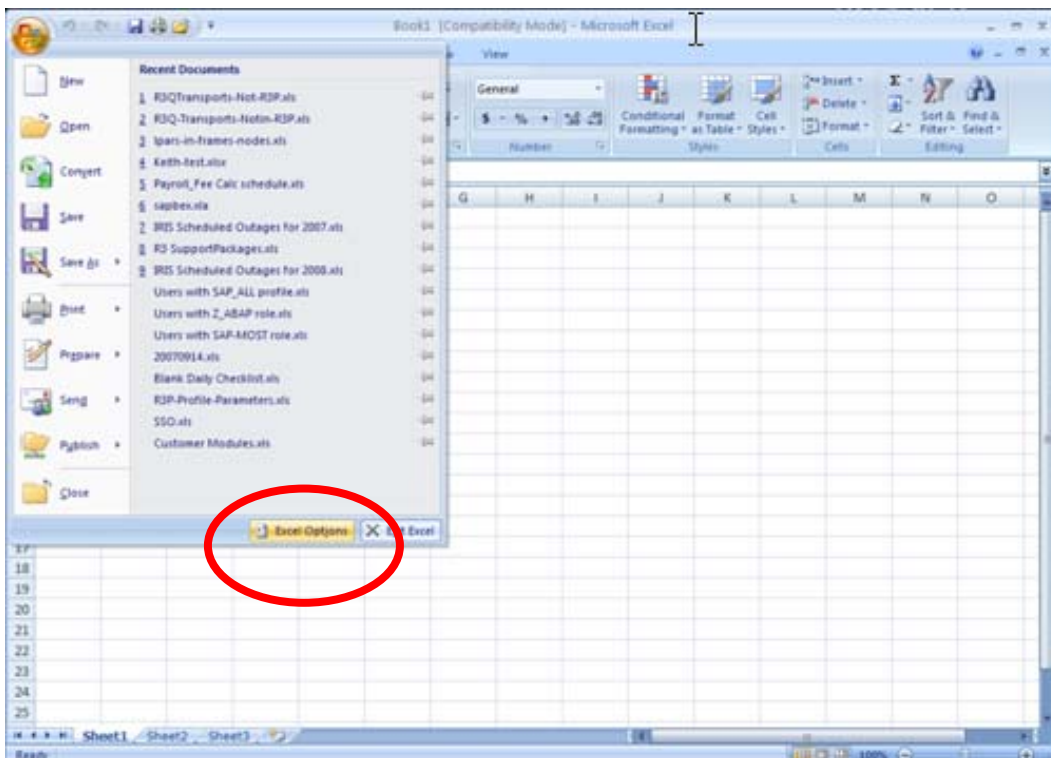 Book1 [Compatibility Mode] - Microsoft Excel
View
New
Open
Convert
Save
Save As
Print
Prepare
Send
Publish
Close
Recent Documents
1 R3QTransports-Not-R3P.xls
2 R3Q-Transports-Notin-R3P.xls
3 lpars-in-frames-nodes.xls
4 Keith-test.xlsx
5 Payroll_Fee Calc schedule.xls
6 sapbex.xla
7 IRIS Scheduled Outages for 2007.xls
8 R3 SupportPackages.xls
9 IRIS Scheduled Outages for 2008.xls
Users with SAP_ALL profile.xls
Users with Z_ABAP role.xls
Users with SAP-MOST role.xls
20070914.xls
Blank Daily Checklist.xls
R3P-Profile-Parameters.xls
SSO.xls
Customer Modules.xls
Excel Options
Excel
General
$ - % ,
Number
Conditional Formatting
Format as Table
Cell Styles
Styles
Insert
Delete
Format
Cells
Σ
Sort & Filter
Find & Select
Editing
G H I J K L M N O
17
18
19
20
21
22
23
24
25
Sheet1 Sheet2 Sheet3
Ready
100%